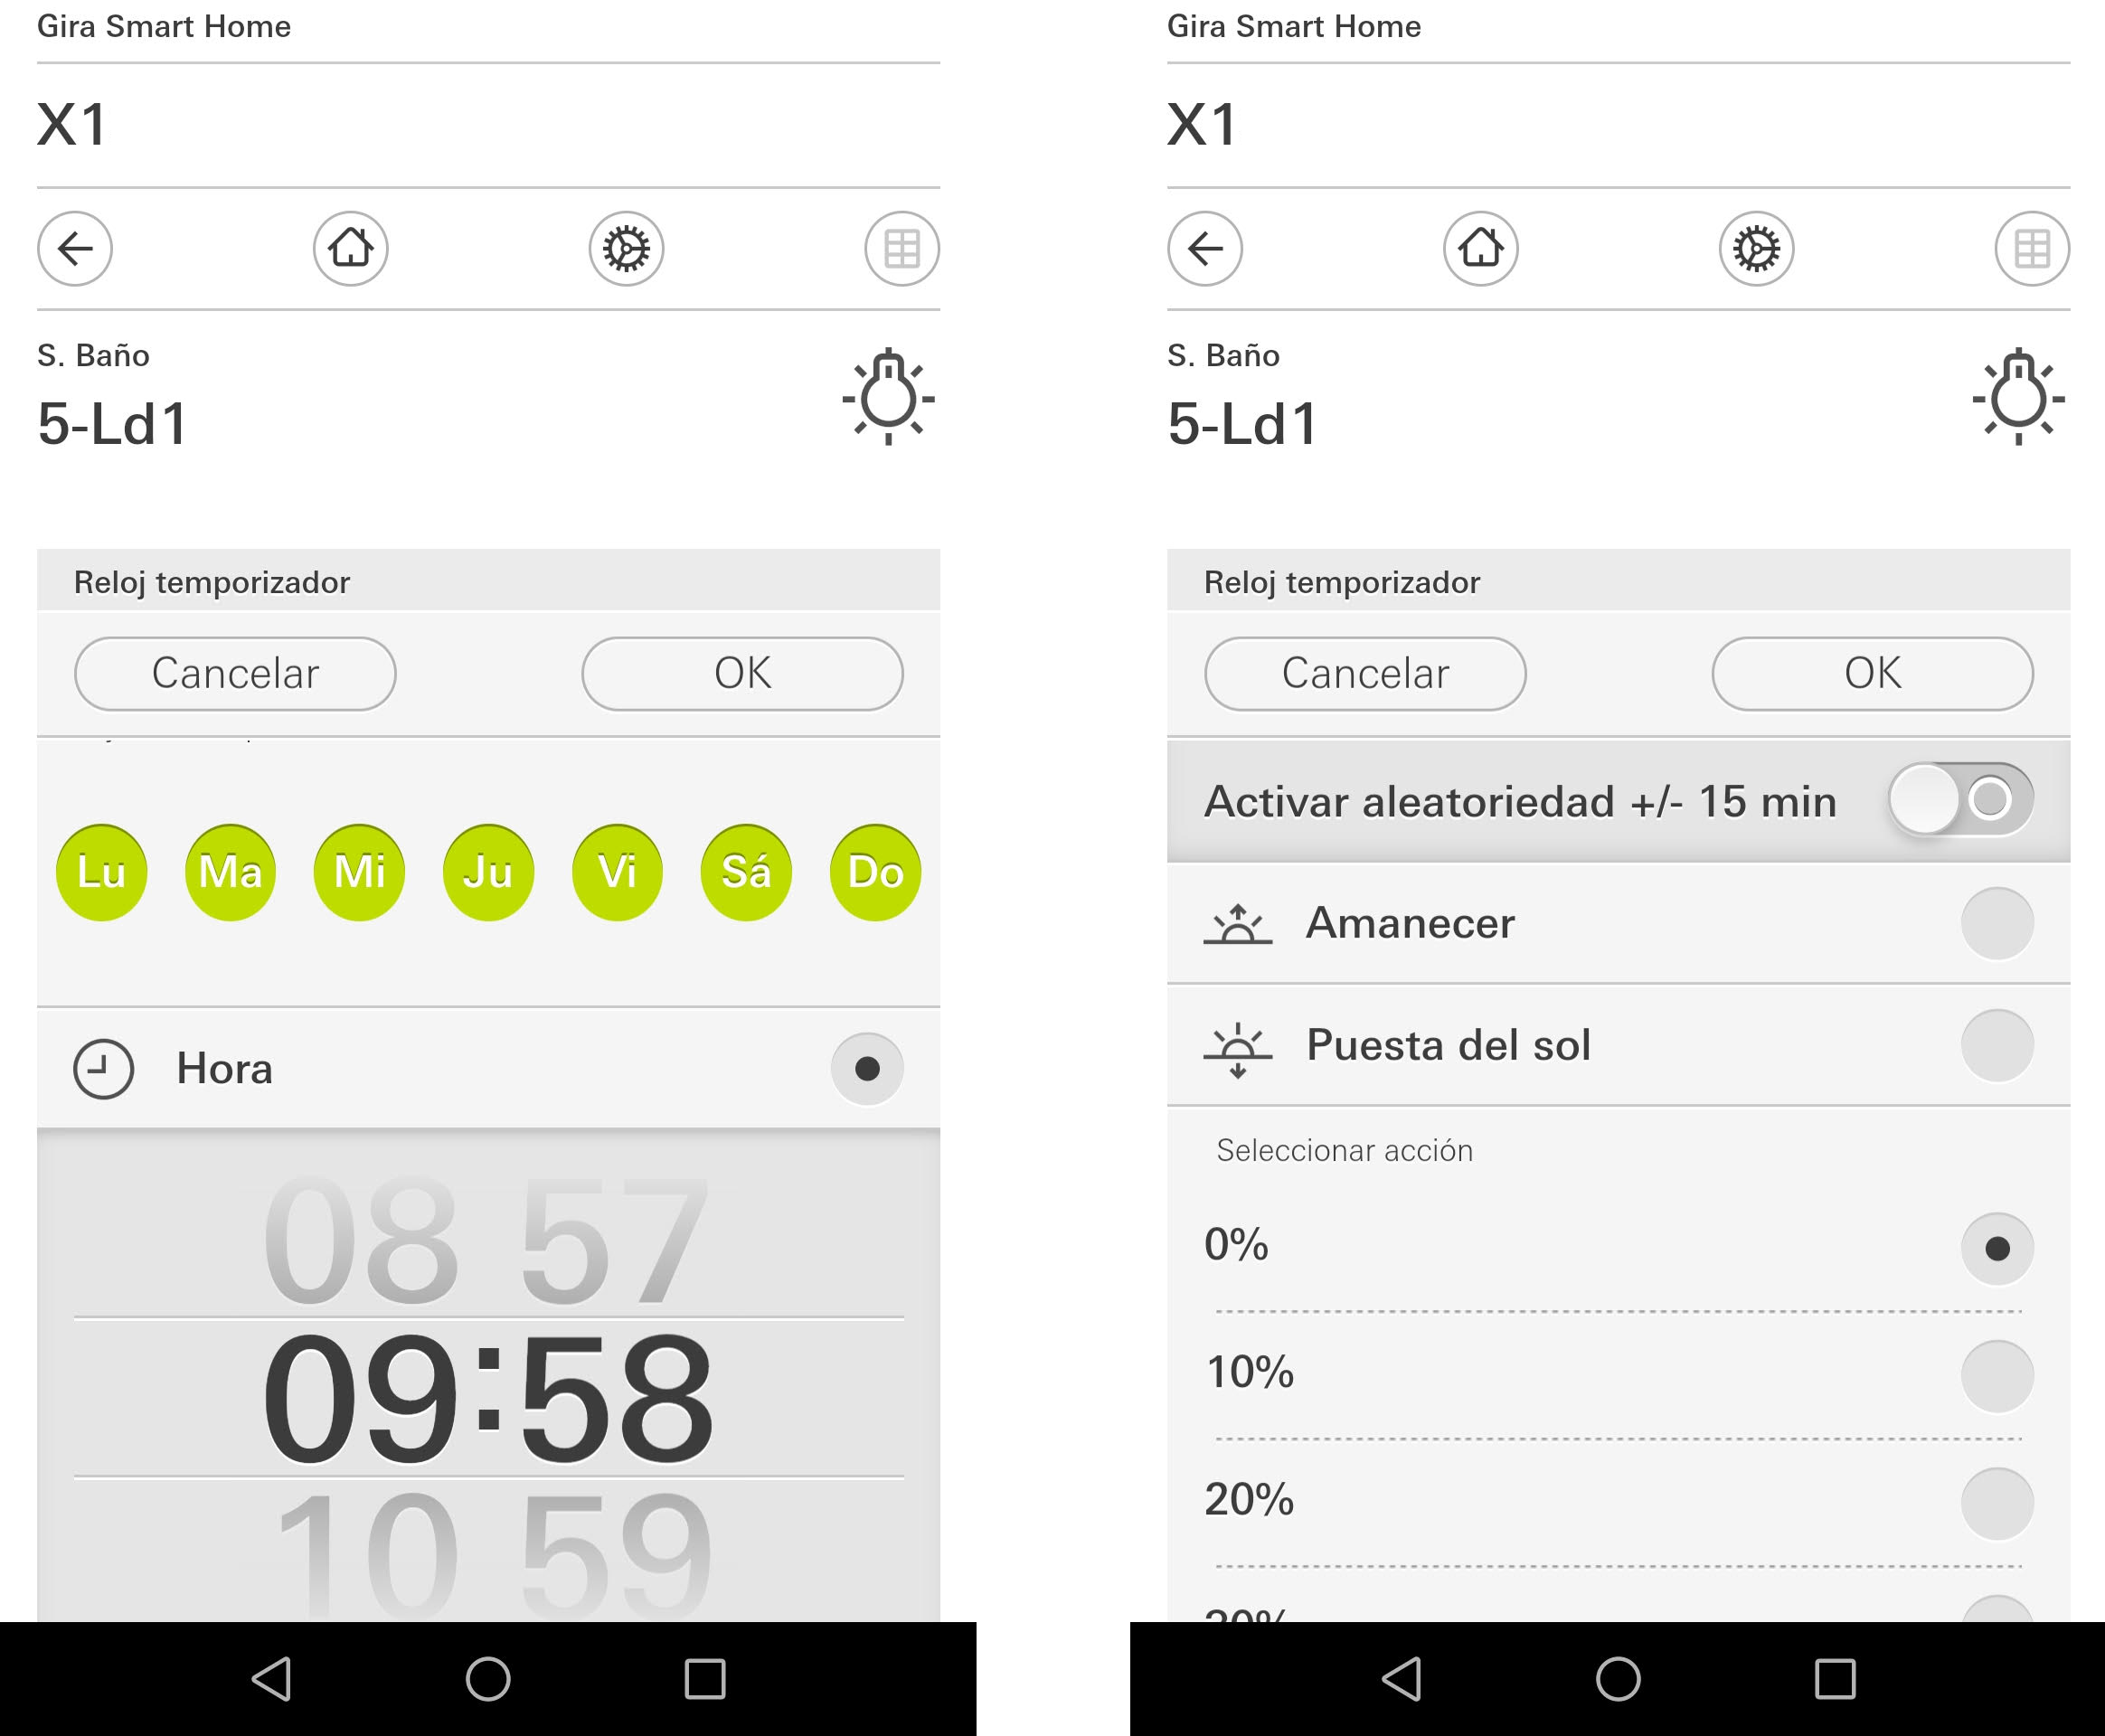 Gira Smart Home
X1
S. Baño
5-Ld1
Reloj temporizador
Cancelar OK
Lu Ma Mi Ju Vi Sá Do
Hora
08 57
09:58
10 59
Gira Smart Home
X1
S. Baño
5-Ld1
Reloj temporizador
Cancelar OK
Activar aleatoriedad +/- 15 min
Amanecer
Puesta del sol
Seleccionar acción
0%
10%
20%